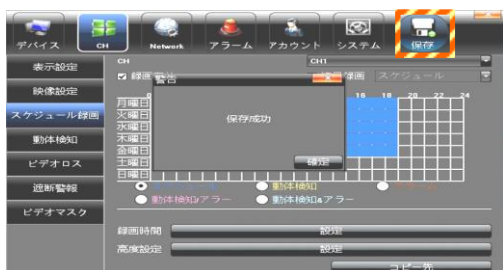 デバイス CH Network アラーム アカウント システム 保存
表示設定 CH CH1
映像設定 録画 警告 録画 スケジュール
16 18 20 22 24
スケジュール録画 月曜日
火曜日 保存成功
水曜日
動体検知 木曜日
金曜日
ビデオロス 土曜日 確定
日曜日
遮断警報 動体検知
動体検知/アラー 動体検知&アラー
ビデオマスク
録画時間 設定
高度設定 設定
コピー先